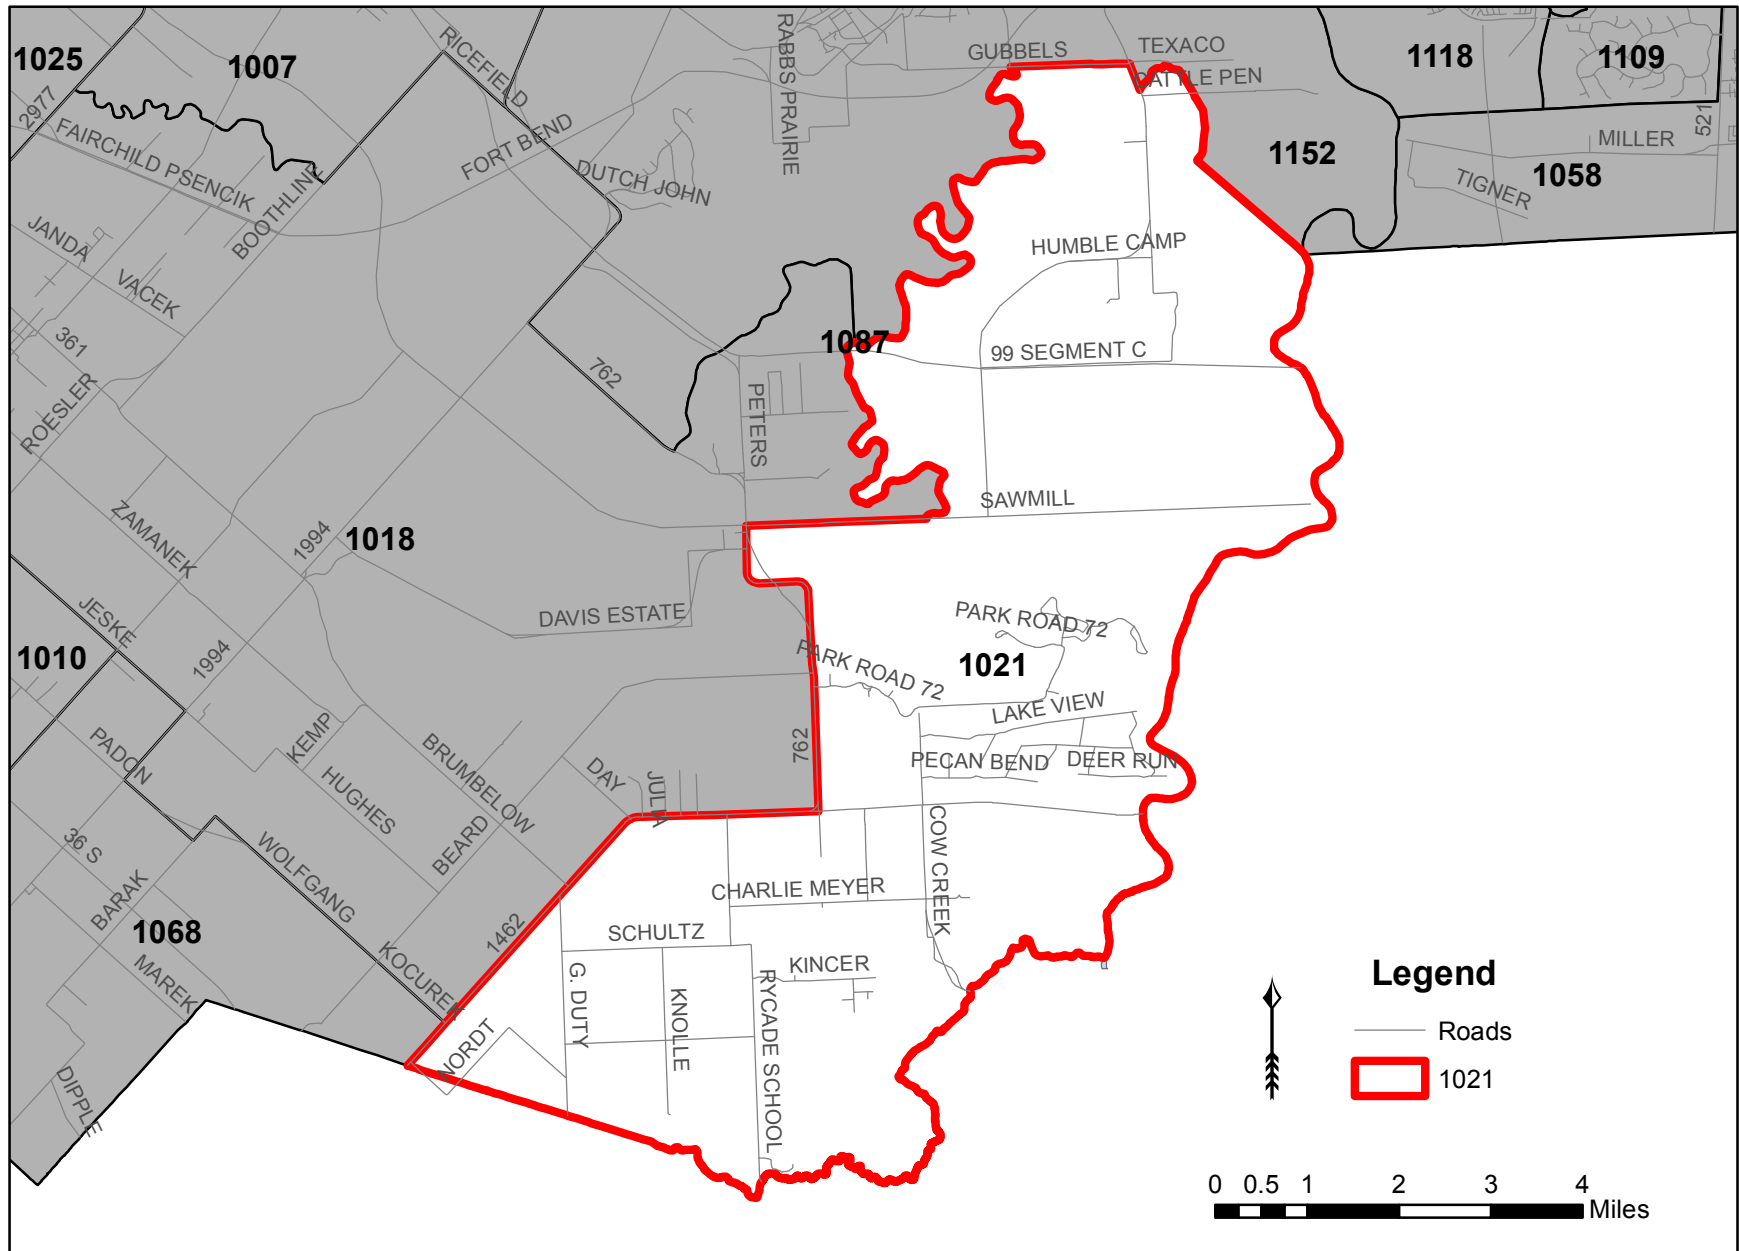 1025
1007
RICEFIELD
RABBS PRAIRIE
GUBBELS
TEXACO
CATTLE PEN
1118
1109
2977
FAIRCHILD PSENCIK
FORT BEND
BOOTHLINE
DUTCH JOHN
1152
521
MILLER
TIGNER
1058
JANDA
VACEK
HUMBLE CAMP
361
762
1087
99 SEGMENT C
ROESLER
PETERS
SAWMILL
ZAMANEK
1994
1018
JESKE
DAVIS ESTATE
PARK ROAD 72
1010
1994
PARK ROAD 72
1021
LAKE VIEW
PADON
KEMP
BRUMBELOW
762
PECAN BEND
DEER RUN
HUGHES
DAY
JULIA
36 S
WOLFGANG
BEARD
COW CREEK
BARAK
CHARLIE MEYER
1068
1462
SCHULTZ
MAREK
KOCUREK
KINCER
G. DUTY
KNOLLE
RYCADE SCHOOL
NORDT
DIPPLE
Legend
Roads
1021
0 0.5 1 2 3 4
Miles